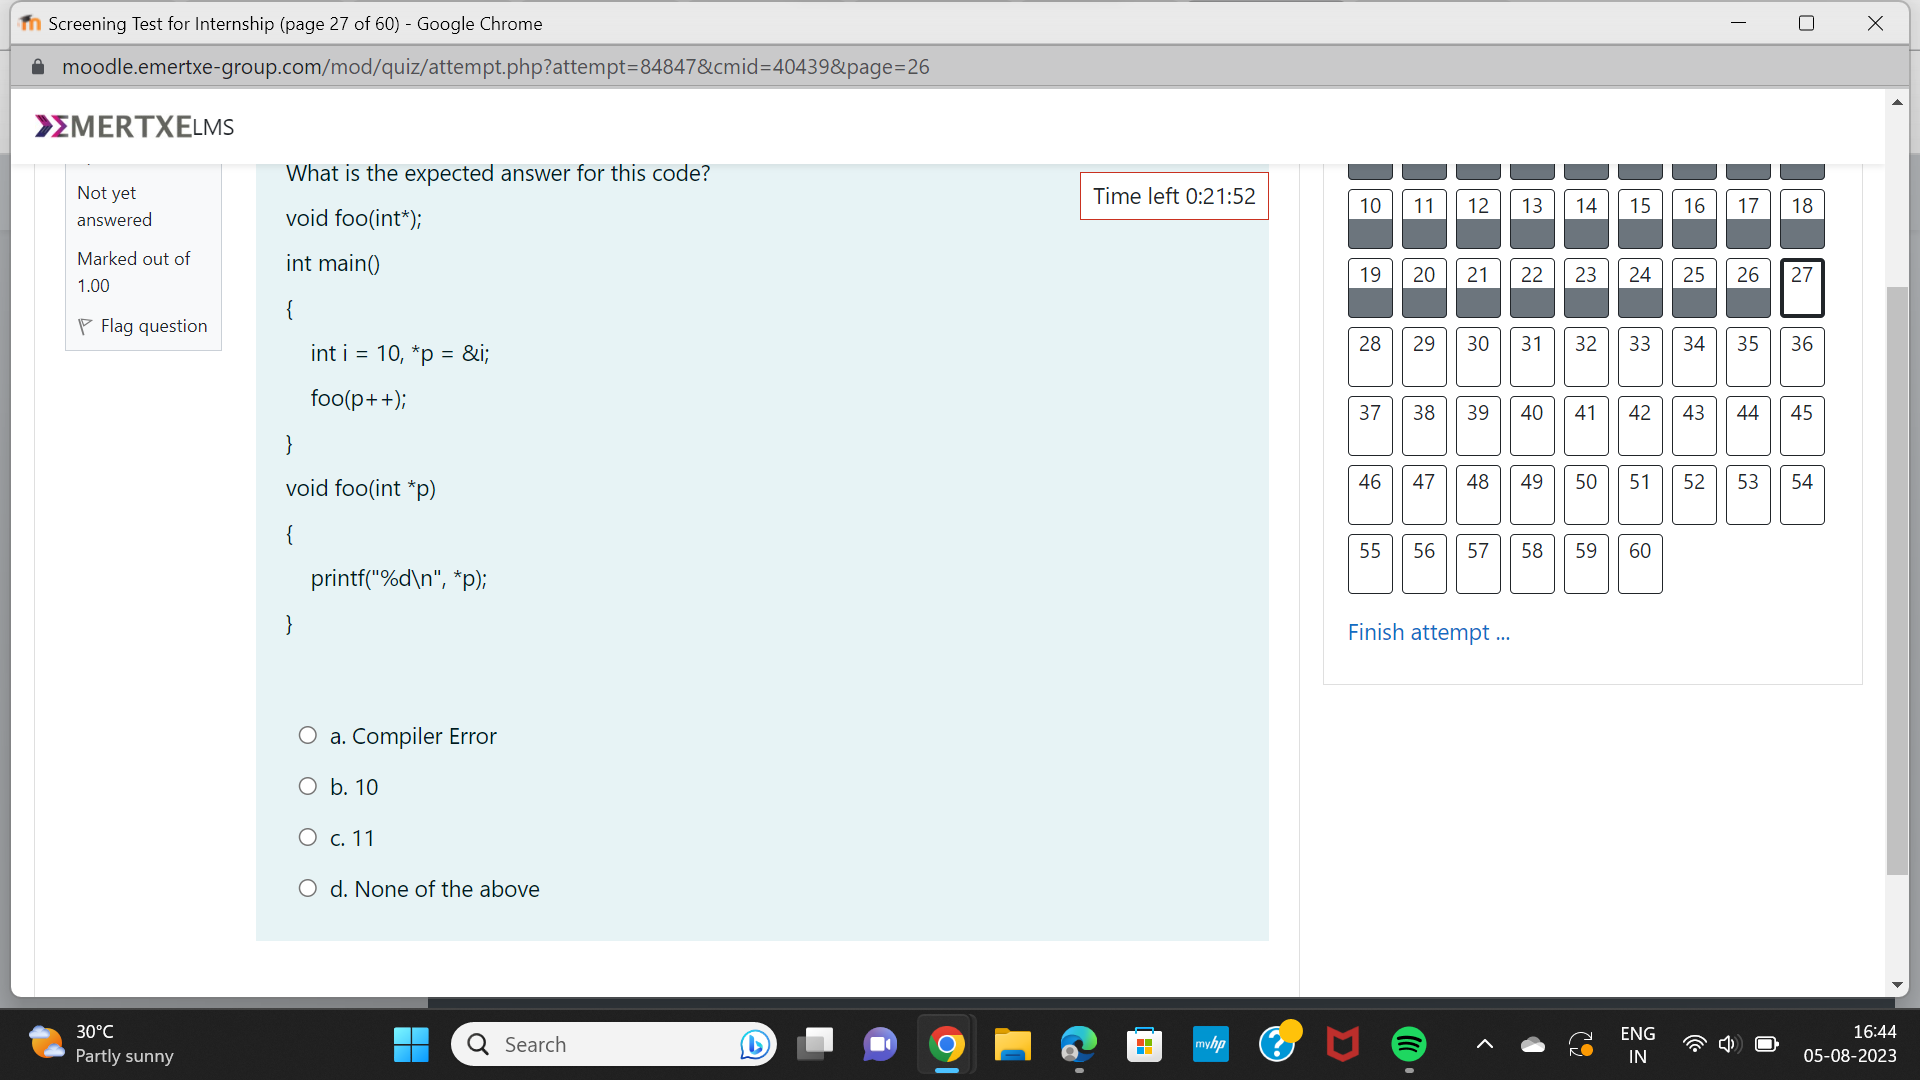 Screening Test for Internship (page 27 of 60) - Google Chrome
moodle.emertxe-group.com/mod/quiz/attempt.php?attempt=84847&cmid=40439&page=26
EMERTXE LMS
Not yet
answered
Marked out of
1.00
Flag question
What is the expected answer for this code?
Time left 0:21:52
void foo(int*);
int main()
{
int i = 10, *p = &i;
foo(p++);
}
void foo(int *p)
{
printf("%d\n", *p);
}
a. Compiler Error
b. 10
c. 11
d. None of the above
10 11 12 13 14 15 16 17 18
19 20 21 22 23 24 25 26 27
28 29 30 31 32 33 34 35 36
37 38 39 40 41 42 43 44 45
46 47 48 49 50 51 52 53 54
55 56 57 58 59 60
Finish attempt ...
30°C
Partly sunny
Search
myhp
ENG
IN
16:44
05-08-2023